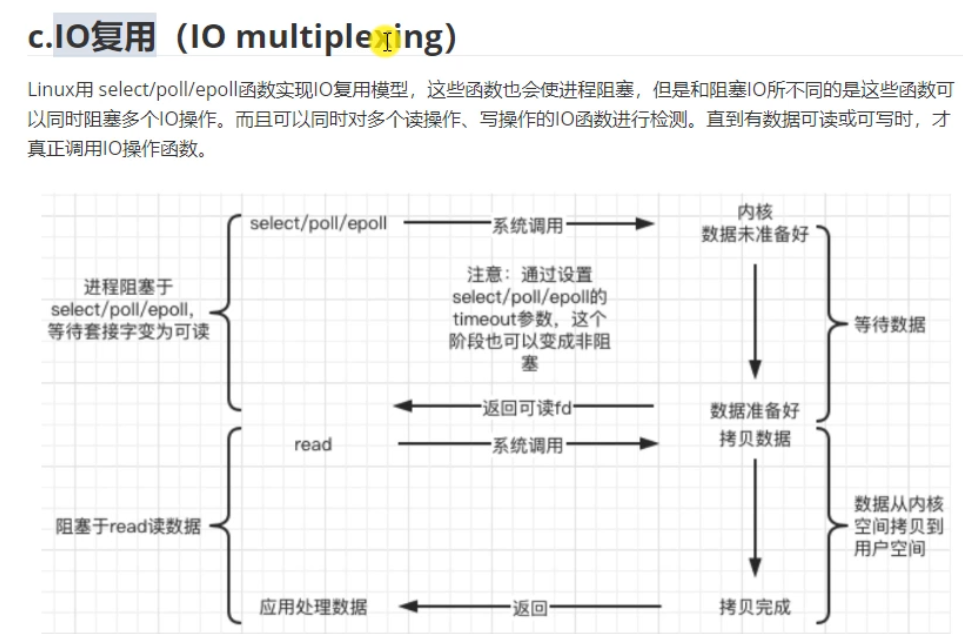 c.IO复用（IO multiplexing）
Linux用 select/poll/epoll函数实现IO复用模型，这些函数也会使进程阻塞，但是和阻塞IO所不同的是这些函数可
以同时阻塞多个IO操作。而且可以同时对多个读操作、写操作的IO函数进行检测。直到有数据可读或可写时，才
真正调用IO操作函数。
select/poll/epoll
系统调用
内核
数据未准备好
进程阻塞于
select/poll/epoll，
等待套接字变为可读
注意：通过设置
select/poll/epoll的
timeout参数，这个
阶段也可以变成非阻
塞
等待数据
返回可读fd
数据准备好
read
系统调用
拷贝数据
阻塞于read读数据
数据从内核
空间拷贝到
用户空间
应用处理数据
返回
拷贝完成